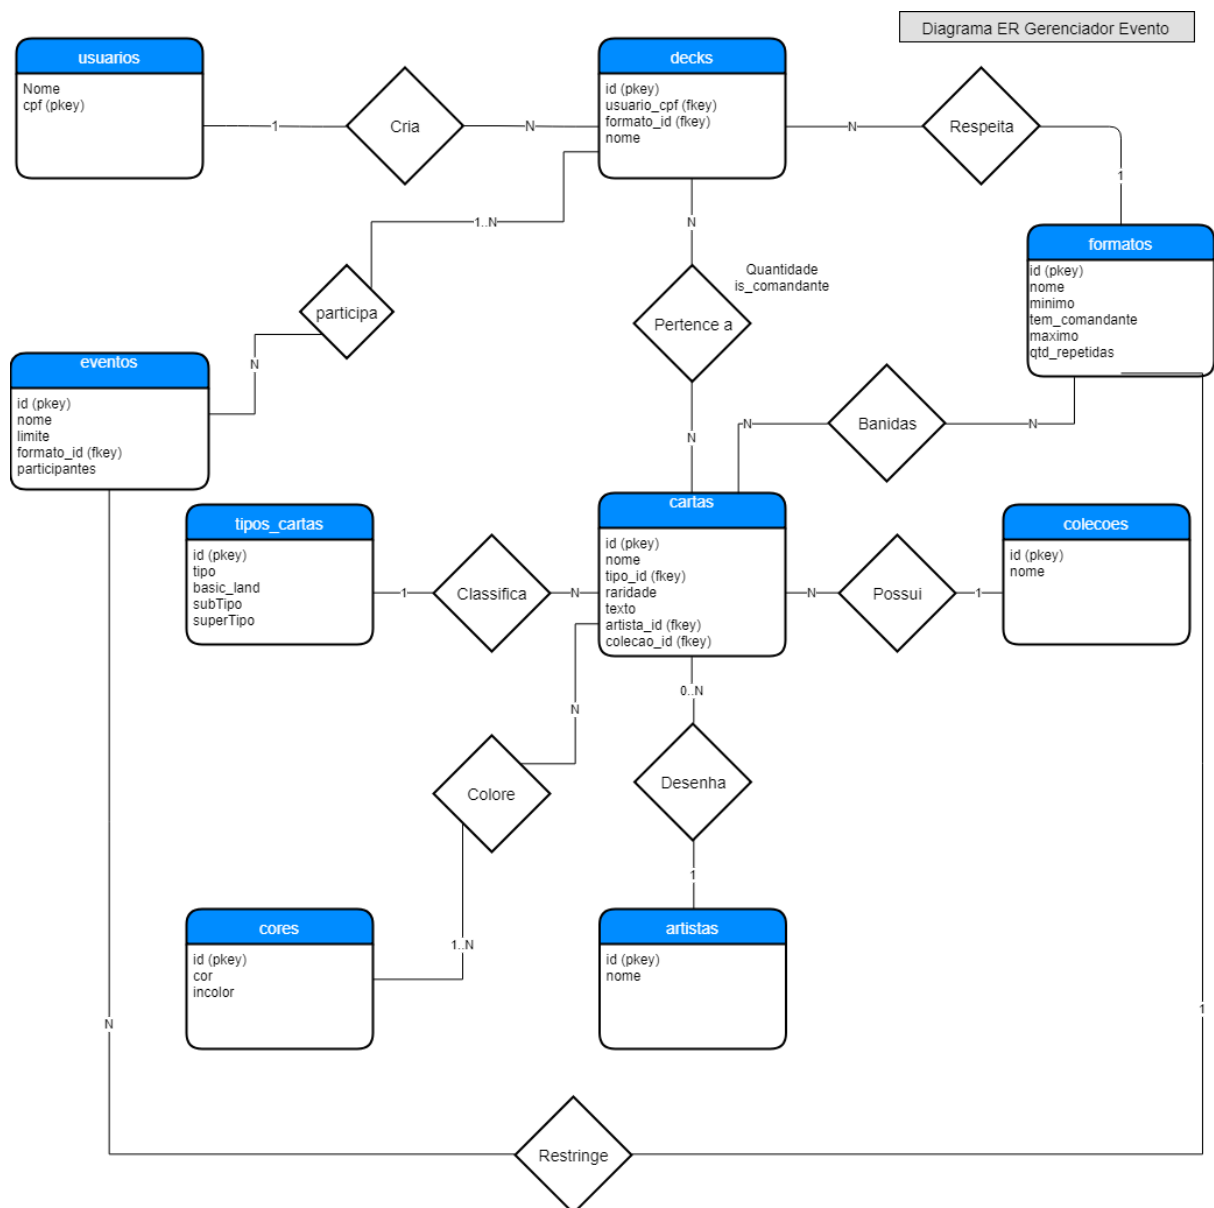 Diagrama ER Gerenciador Evento
usuarios
Nome
cpf (pkey)
1
Cria
N
decks
id (pkey)
usuario_cpf (fkey)
formato_id (fkey)
nome
N
Respeita
1
formatos
id (pkey)
nome
minimo
tem_comandante
maximo
qtd_repetidas
1..N
participa
N
N
Quantidade
is_comandante
Pertence a
N
eventos
id (pkey)
nome
limite
formato_id (fkey)
participantes
N
Banidas
N
tipos_cartas
id (pkey)
tipo
basic_land
subTipo
superTipo
1
Classifica
N
cartas
id (pkey)
nome
tipo_id (fkey)
raridade
texto
artista_id (fkey)
colecao_id (fkey)
N
Possui
1
colecoes
id (pkey)
nome
N
Colore
1..N
0..N
Desenha
1
cores
id (pkey)
cor
incolor
artistas
id (pkey)
nome
N
Restringe
1